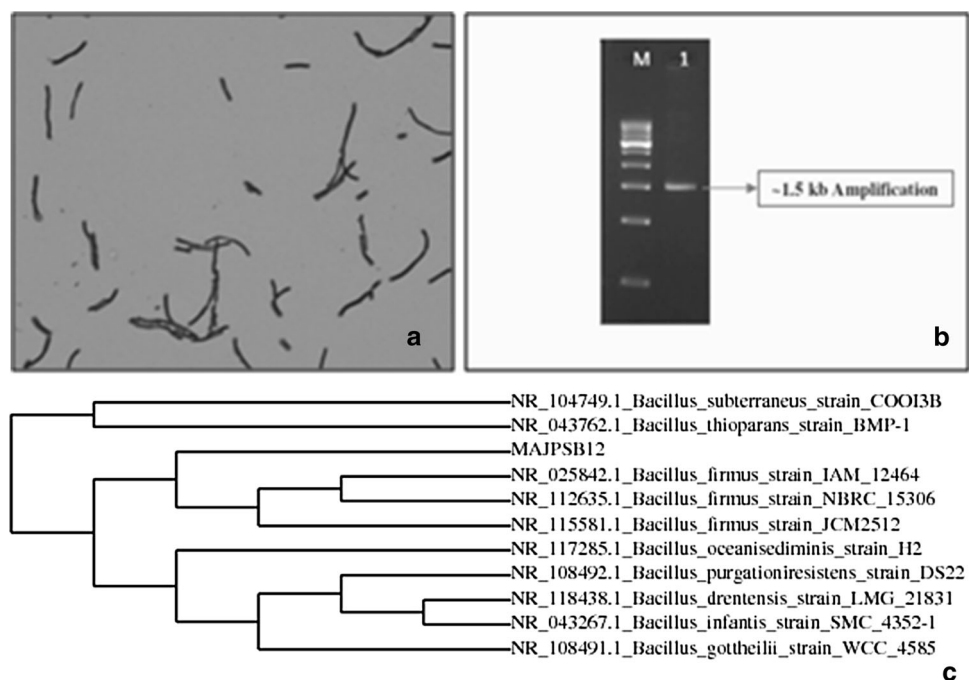 a
M 1
~1.5 kb Amplification
b
NR_104749.1_Bacillus_subterraneus_strain_COOI3B
NR_043762.1_Bacillus_thioparans_strain_BMP-1
MAJPSB12
NR_025842.1_Bacillus_firmus_strain_IAM_12464
NR_112635.1_Bacillus_firmus_strain_NBRC_15306
NR_115581.1_Bacillus_firmus_strain_JCM2512
NR_117285.1_Bacillus_oceanisediminis_strain_H2
NR_108492.1_Bacillus_purgationiresistens_strain_DS22
NR_118438.1_Bacillus_drentensis_strain_LMG_21831
NR_043267.1_Bacillus_infantis_strain_SMC_4352-1
NR_108491.1_Bacillus_gottheilii_strain_WCC_4585
c